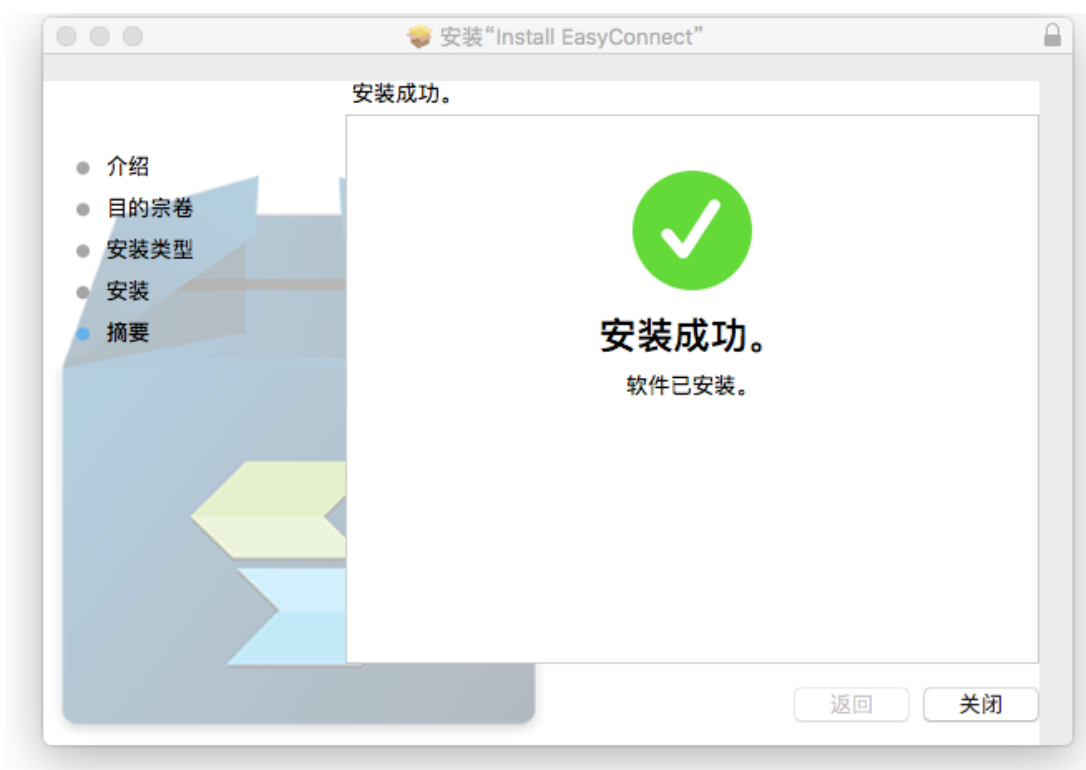 安装“Install EasyConnect”
安装成功。
介绍
目的宗卷
安装类型
安装
摘要
安装成功。
软件已安装。
返回
关闭